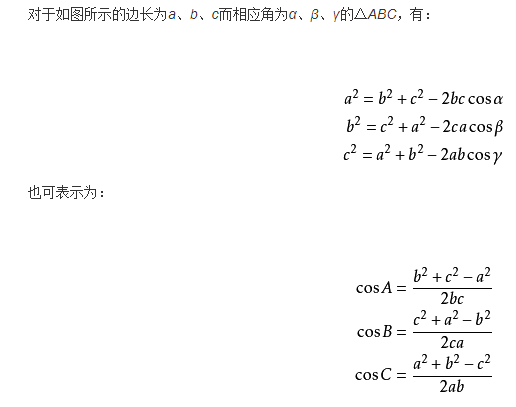 对于如图所示的边长为a、b、c而相应角为α、β、γ的△ABC，有：
a² = b² + c² − 2bc cos α
b² = c² + a² − 2ca cos β
c² = a² + b² − 2ab cos γ
也可表示为：
cos A = (b² + c² − a²) / 2bc
cos B = (c² + a² − b²) / 2ca
cos C = (a² + b² − c²) / 2ab